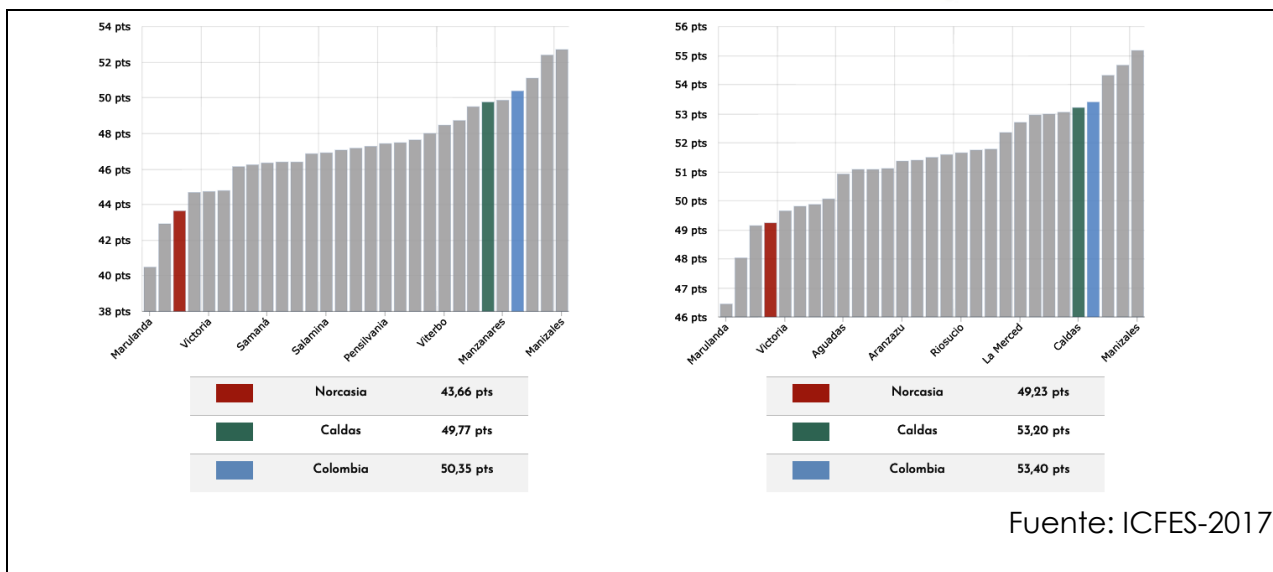 54 pts
52 pts
50 pts
48 pts
46 pts
44 pts
42 pts
40 pts
38 pts
Marulanda
Victoria
Samaná
Salamina
Pensilvania
Viterbo
Manzanares
Manizales
Norcasia 43,66 pts
Caldas 49,77 pts
Colombia 50,35 pts
56 pts
55 pts
54 pts
53 pts
52 pts
51 pts
50 pts
49 pts
48 pts
47 pts
46 pts
Marulanda
Victoria
Aguadas
Aranzazu
Riosucio
La Merced
Caldas
Manizales
Norcasia 49,23 pts
Caldas 53,20 pts
Colombia 53,40 pts
Fuente: ICFES-2017